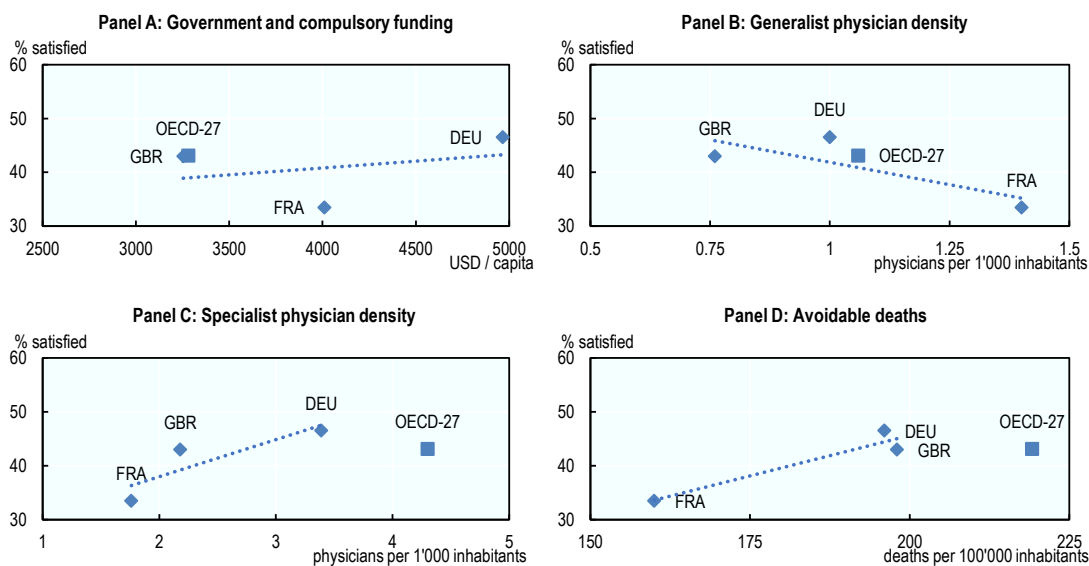 Panel A: Government and compulsory funding
% satisfied
60
50
40
30
OECD-27
GBR
DEU
FRA
2500 3000 3500 4000 4500 5000
USD / capita
Panel B: Generalist physician density
% satisfied
60
50
40
30
DEU
GBR
OECD-27
FRA
0.5 0.75 1 1.25 1.5
physicians per 1'000 inhabitants
Panel C: Specialist physician density
% satisfied
60
50
40
30
DEU
GBR
OECD-27
FRA
1 2 3 4 5
physicians per 1'000 inhabitants
Panel D: Avoidable deaths
% satisfied
60
50
40
30
OECD-27
DEU
GBR
FRA
150 175 200 225
deaths per 100'000 inhabitants